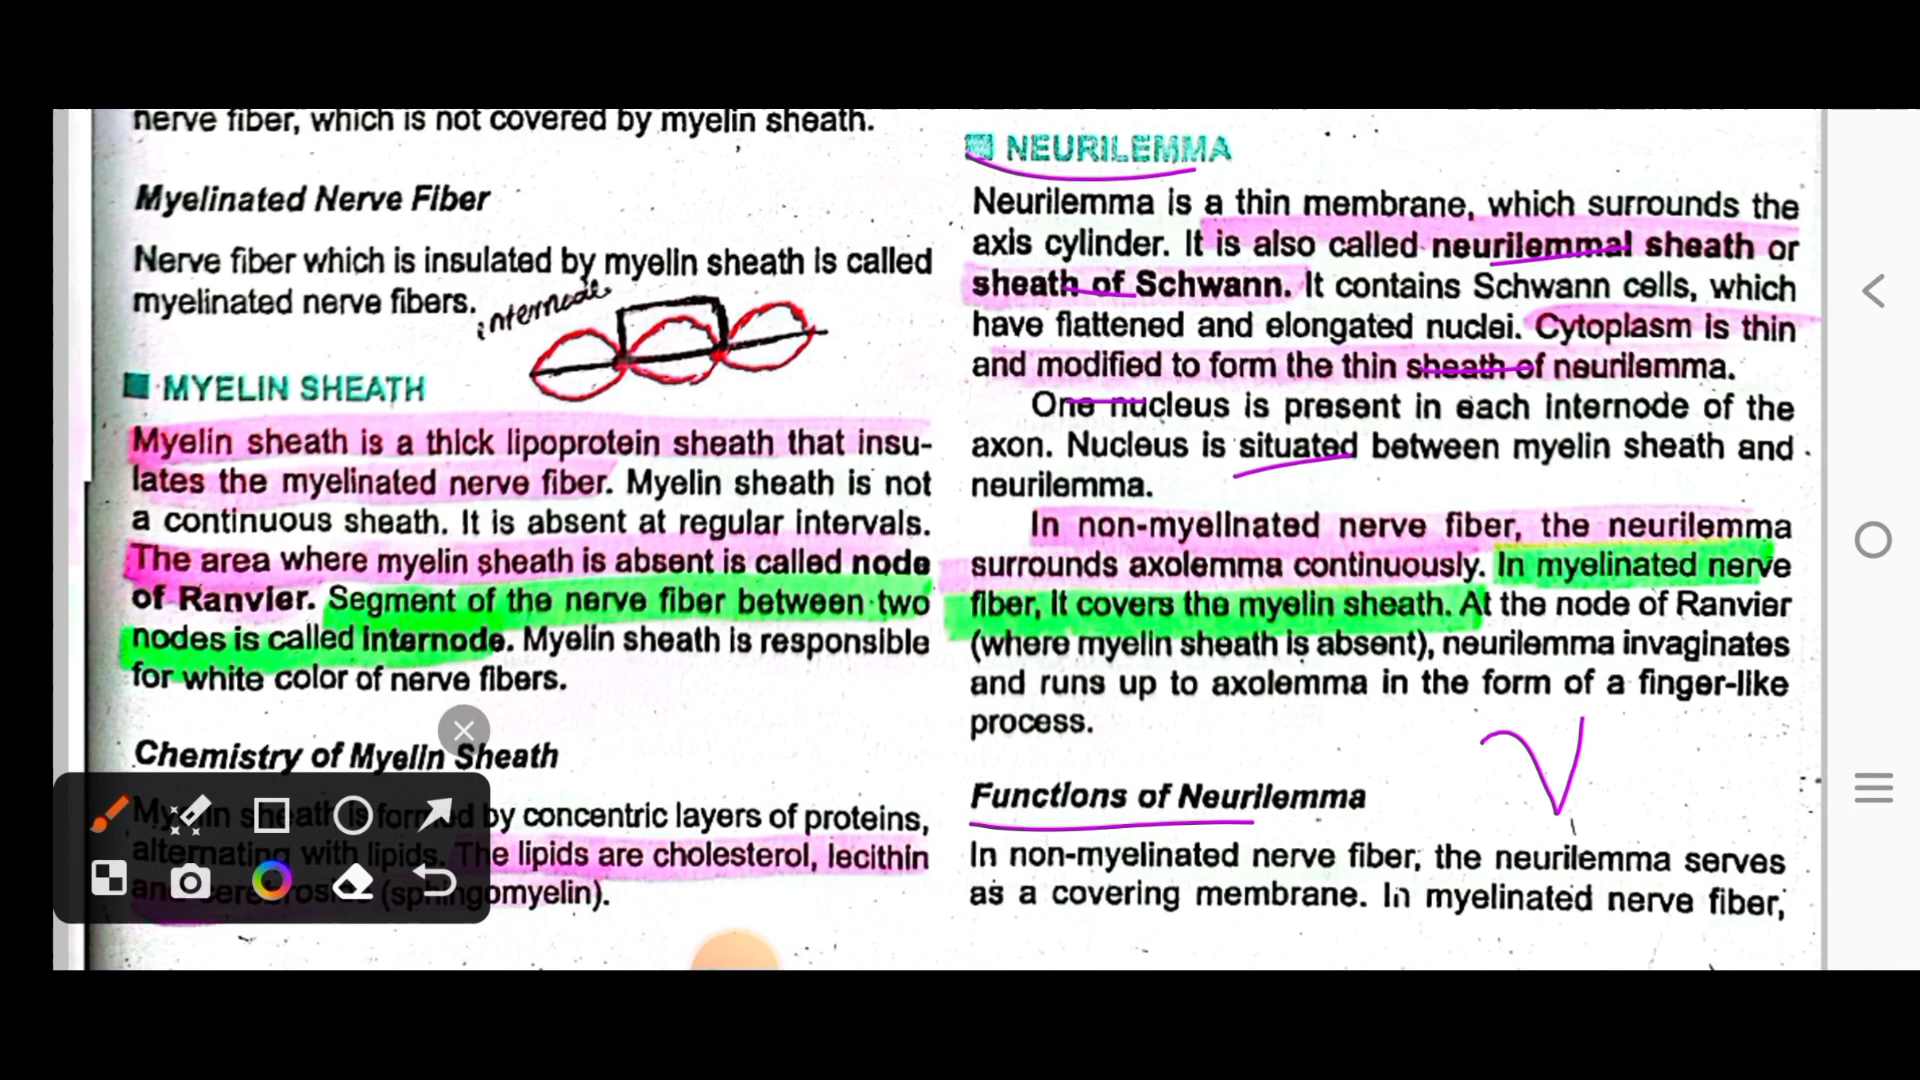 nerve fiber, which is not covered by myelin sheath.
Myelinated Nerve Fiber
Nerve fiber which is insulated by myelin sheath is called
myelinated nerve fibers.
internode
MYELIN SHEATH
Myelin sheath is a thick lipoprotein sheath that insu-
lates the myelinated nerve fiber. Myelin sheath is not
a continuous sheath. It is absent at regular intervals.
The area where myelin sheath is absent is called node
of Ranvier. Segment of the nerve fiber between two
nodes is called internode. Myelin sheath is responsible
for white color of nerve fibers.
Chemistry of Myelin Sheath
Myelin sheath is formed by concentric layers of proteins,
alternating with lipids. The lipids are cholesterol, lecithin
and cerebroside (sphingomyelin).
NEURILEMMA
Neurilemma is a thin membrane, which surrounds the
axis cylinder. It is also called neurilemmal sheath or
sheath of Schwann. It contains Schwann cells, which
have flattened and elongated nuclei. Cytoplasm is thin
and modified to form the thin sheath of neurilemma.
One nucleus is present in each internode of the
axon. Nucleus is situated between myelin sheath and
neurilemma.
In non-myelinated nerve fiber, the neurilemma
surrounds axolemma continuously. In myelinated nerve
fiber, it covers the myelin sheath. At the node of Ranvier
(where myelin sheath is absent), neurilemma invaginates
and runs up to axolemma in the form of a finger-like
process.
Functions of Neurilemma
In non-myelinated nerve fiber, the neurilemma serves
as a covering membrane. In myelinated nerve fiber,